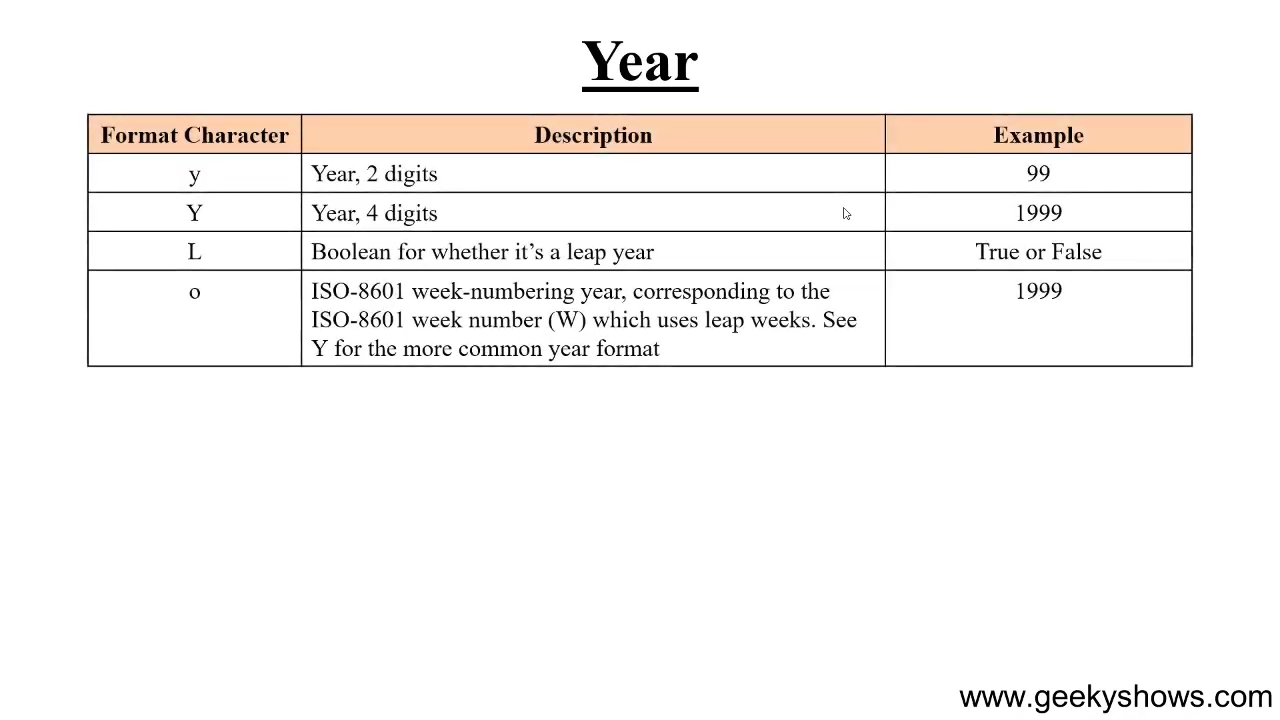 Year
Format Character Description Example
y Year, 2 digits 99
Y Year, 4 digits 1999
L Boolean for whether it’s a leap year True or False
o ISO-8601 week-numbering year, corresponding to the 1999
ISO-8601 week number (W) which uses leap weeks. See
Y for the more common year format
www.geekyshows.com